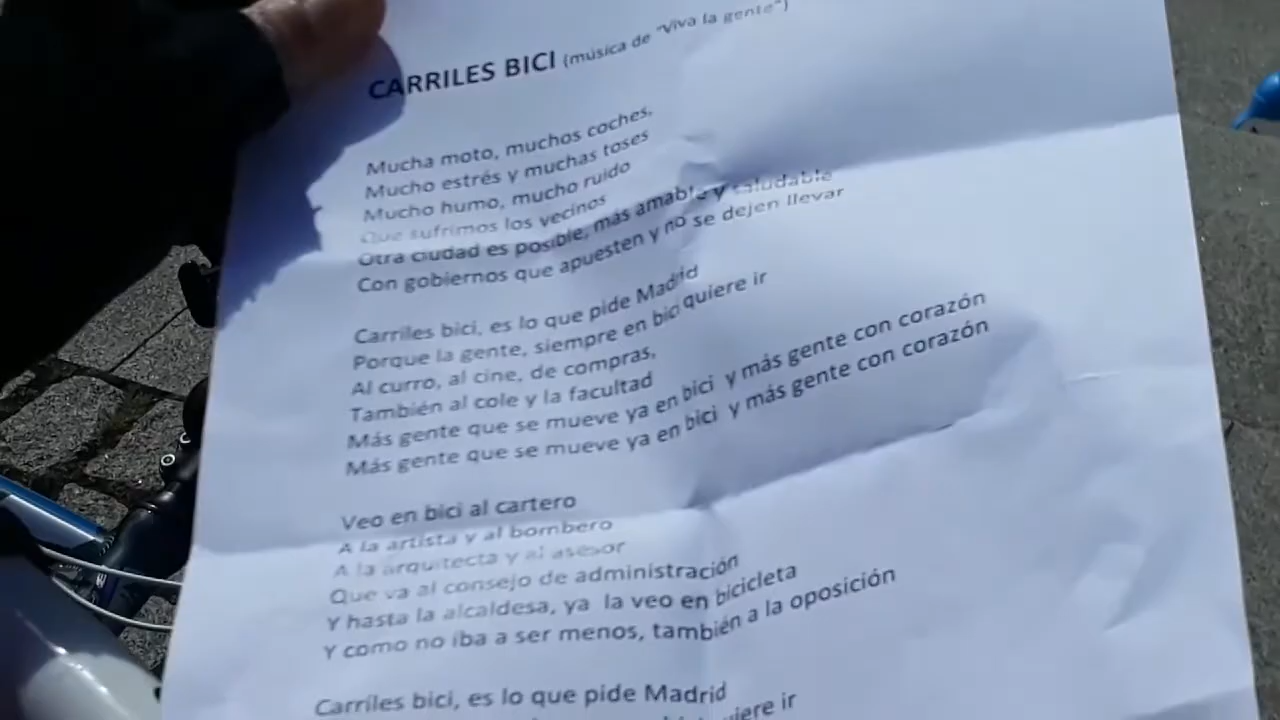 CARRILES BICI (música de "Viva la gente")
Mucha moto, muchos coches,
Mucho estrés y muchas toses
Mucho humo, mucho ruido
Que sufrimos los vecinos
Otra ciudad es posible, más amable y saludable
Con gobiernos que apuesten y no se dejen llevar
Carriles bici, es lo que pide Madrid
Porque la gente, siempre en bici quiere ir
Al curro, al cine, de compras,
También al cole y la facultad
Más gente que se mueve ya en bici y más gente con corazón
Más gente que se mueve ya en bici y más gente con corazón
Veo en bici al cartero
A la artista y al bombero
A la arquitecta y al asesor
Que va al consejo de administración
Y hasta la alcaldesa, ya la veo en bicicleta
Y como no iba a ser menos, también a la oposición
Carriles bici, es lo que pide Madrid
quiere ir